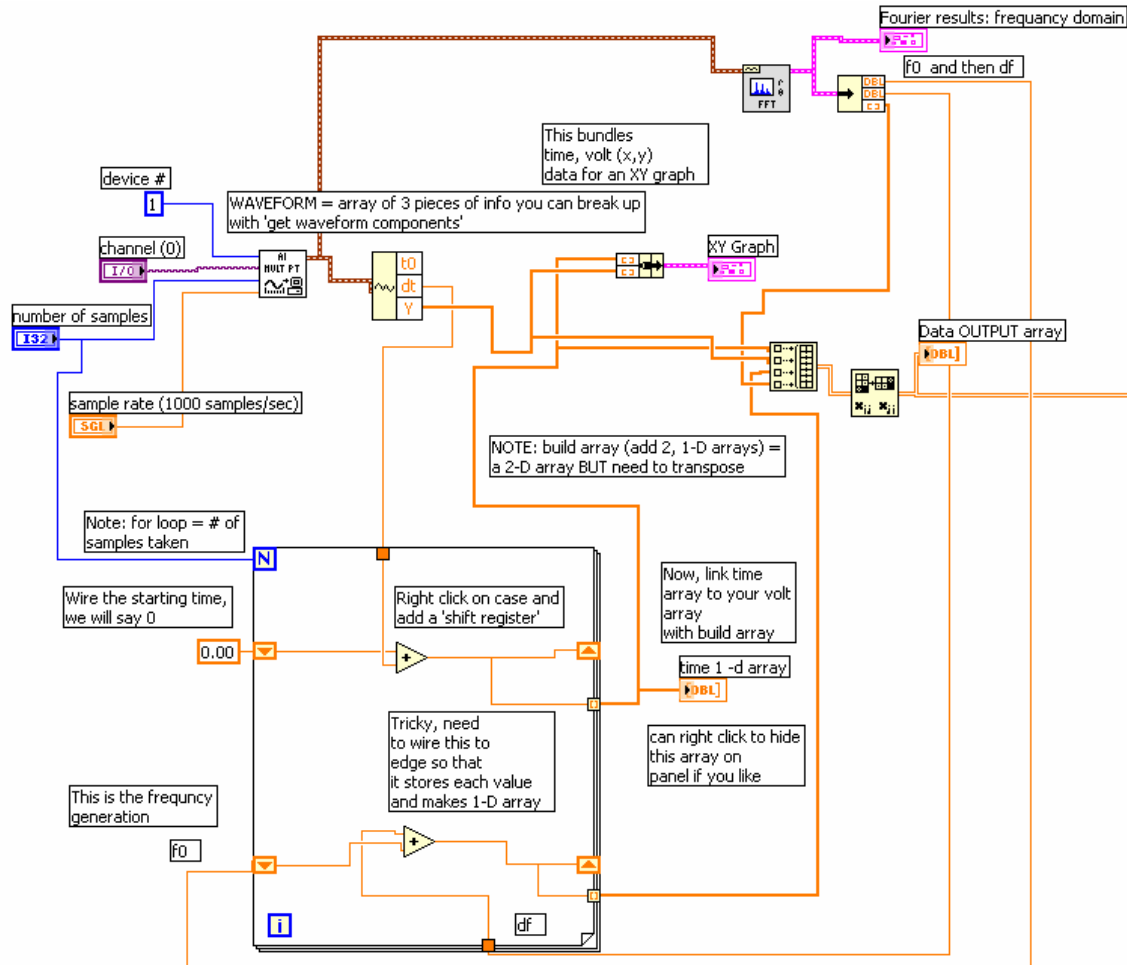 Fourier results: frequancy domain
f0 and then df
DBL
DBL
FFT
This bundles
time, volt (x,y)
data for an XY graph
device #
1
WAVEFORM = array of 3 pieces of info you can break up
with 'get waveform components'
channel (0)
I/O
AI
MULT PT
t0
dt
Y
XY Graph
number of samples
I32
Data OUTPUT array
DBL]
sample rate (1000 samples/sec)
SGL
NOTE: build array (add 2, 1-D arrays) =
a 2-D array BUT need to transpose
Note: for loop = # of
samples taken
N
Wire the starting time,
we will say 0
Right click on case and
add a 'shift register'
Now, link time
array to your volt
array
with build array
0.00
time 1 -d array
DBL]
Tricky, need
to wire this to
edge so that
it stores each value
and makes 1-D array
can right click to hide
this array on
panel if you like
This is the frequncy
generation
f0
i
df